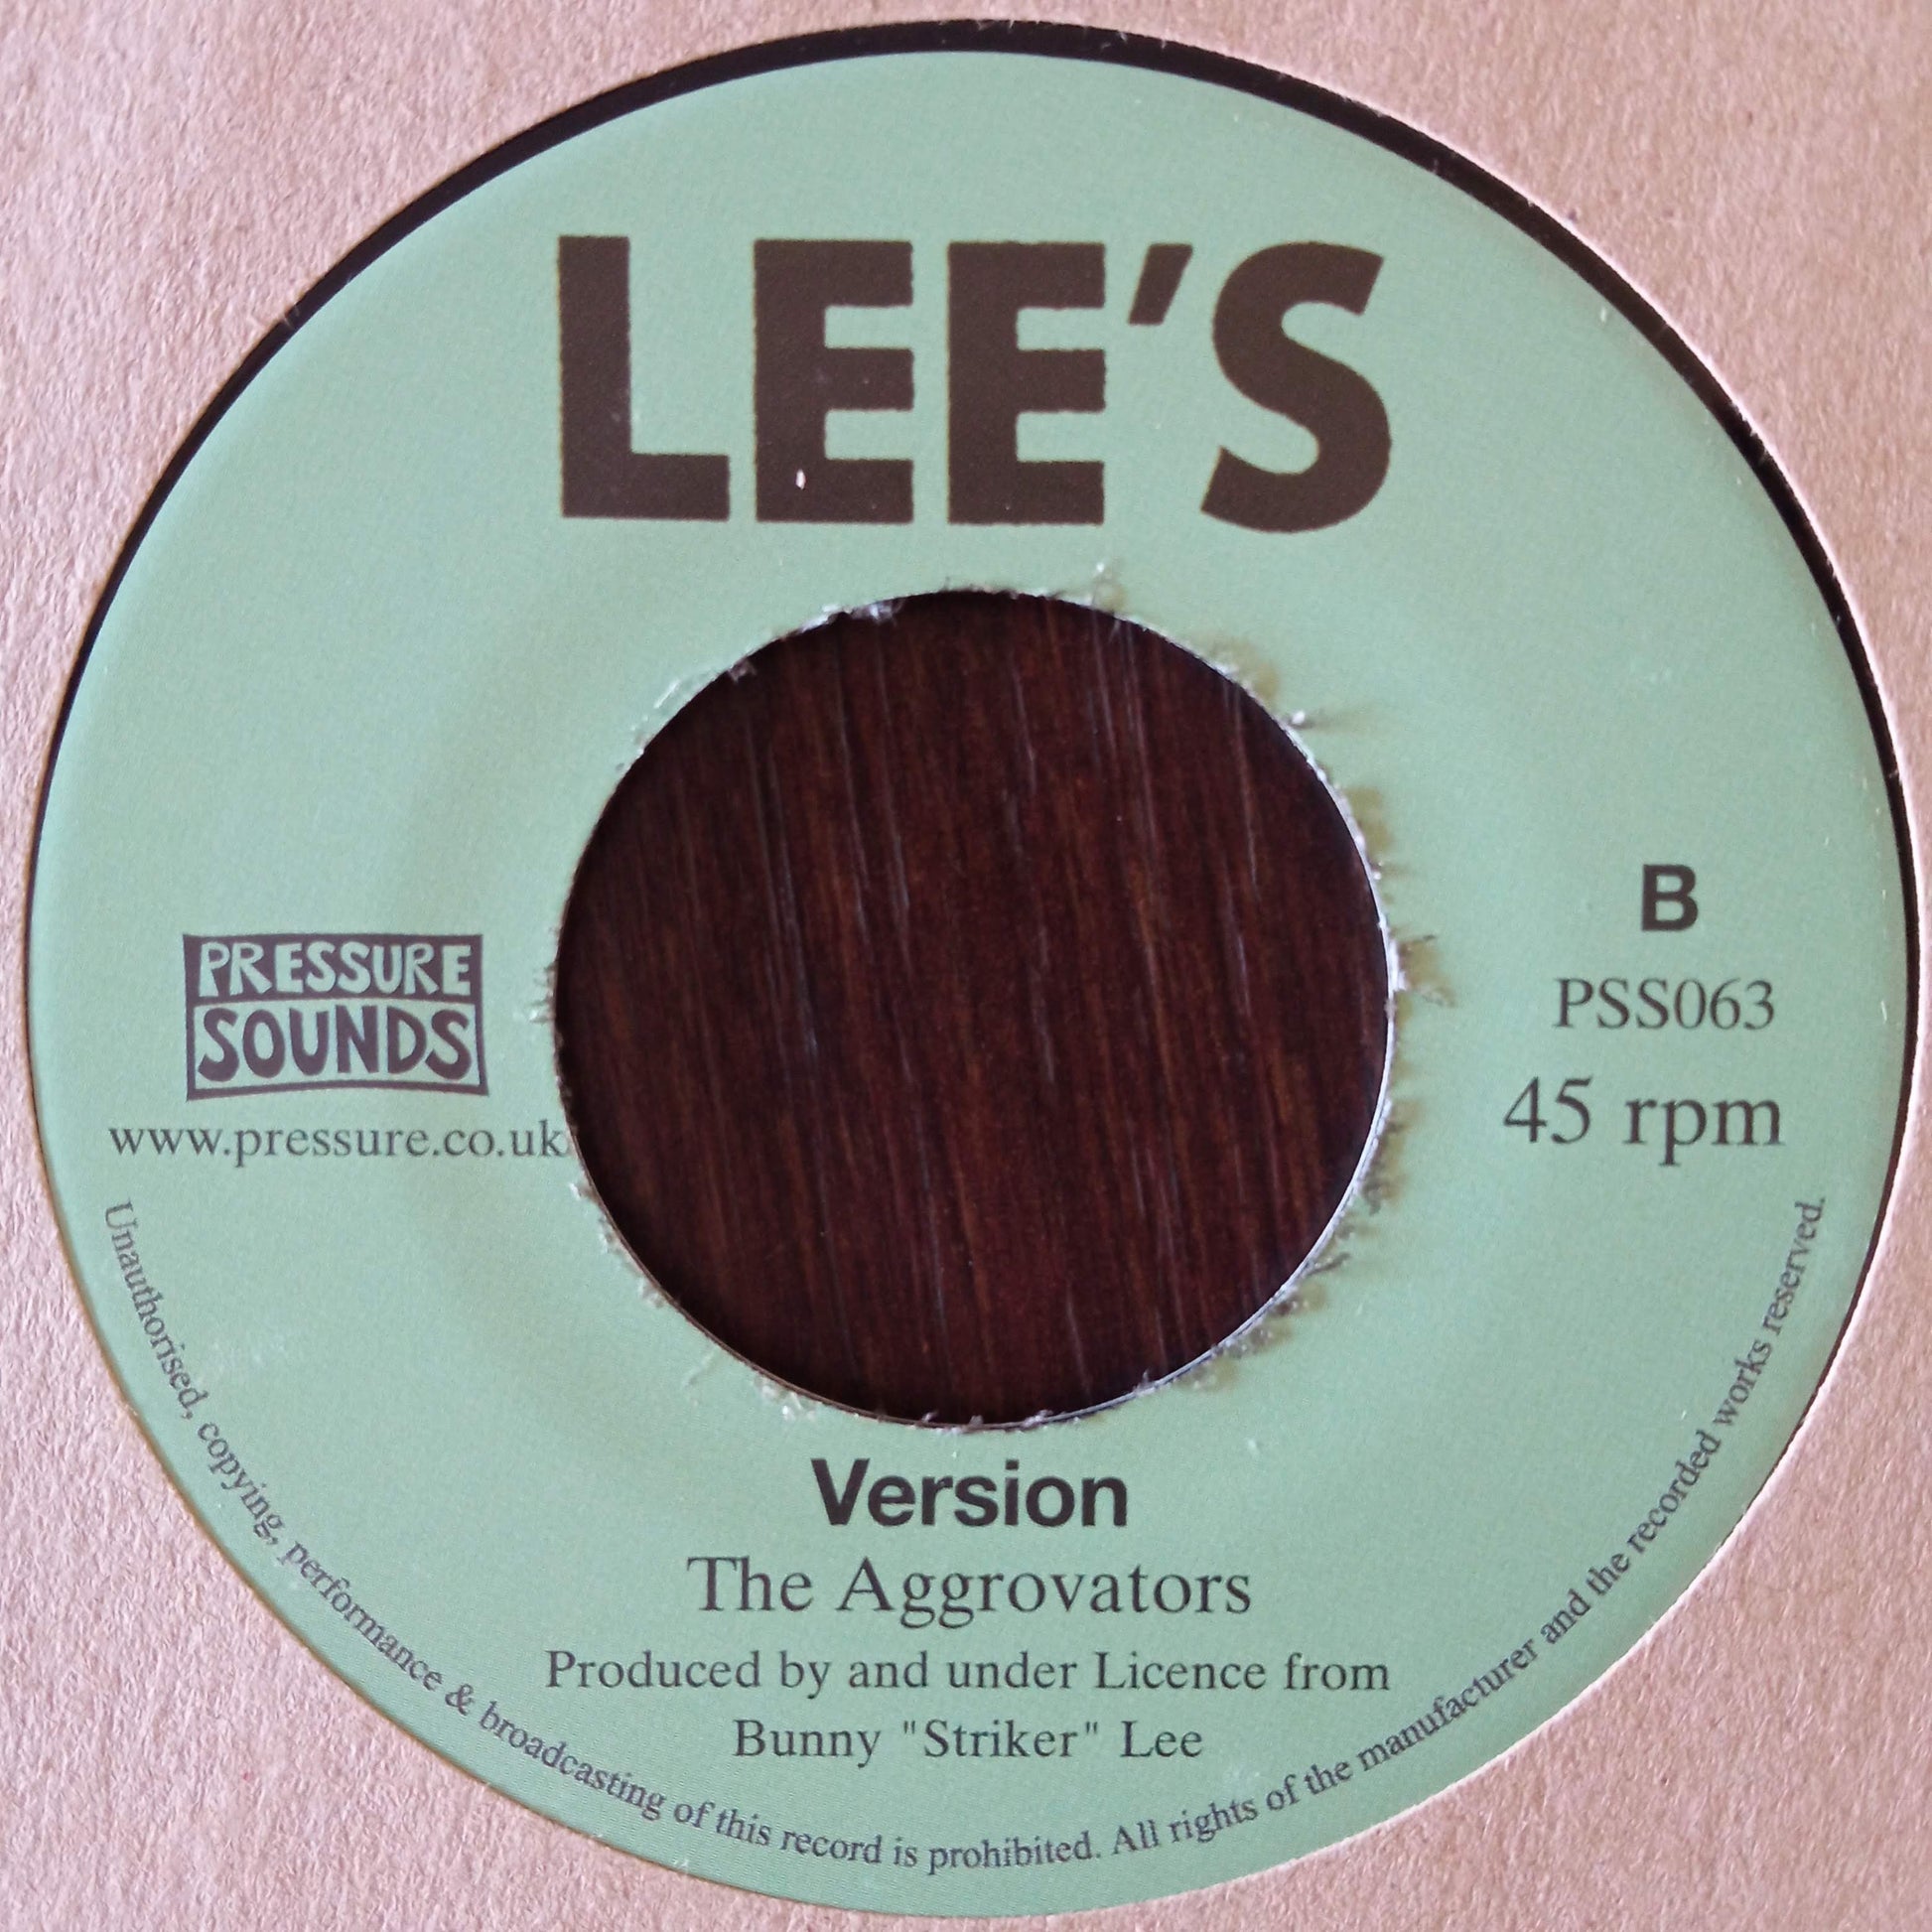 LEE'S
PRESSURE
SOUNDS
www.pressure.co.uk
B
PSS063
45 rpm
Version
The Aggrovators
Produced by and under Licence from
Bunny "Striker" Lee
Unauthorised, copying, performance & broadcasting of this record is prohibited. All rights of the manufacturer and the recorded works reserved.